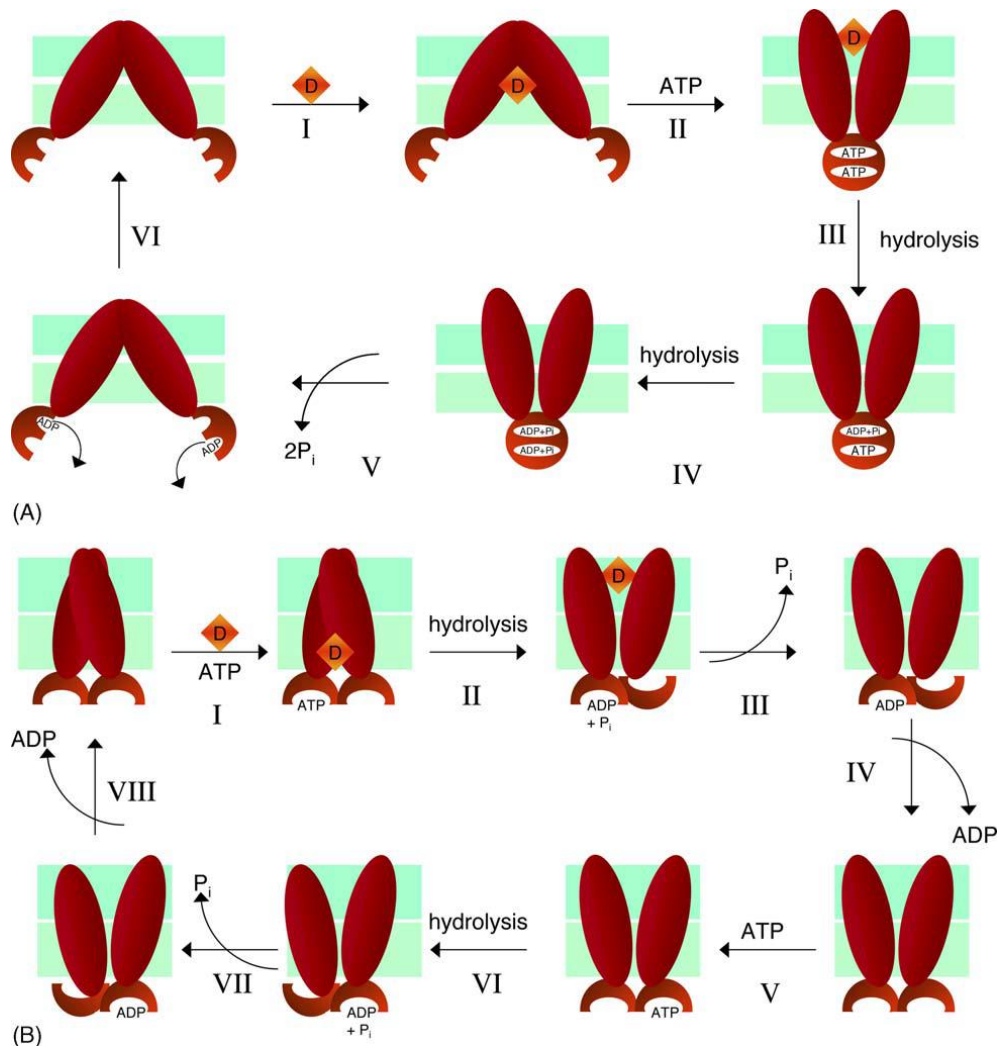 D
I
D
ATP
II
D
ATP
ATP
III
hydrolysis
ADP+Pi
ATP
hydrolysis
IV
ADP+Pi
ADP+Pi
2Pi
V
ADP
ADP
VI
(A)
D
ATP
I
D
ATP
hydrolysis
II
D
ADP
+ Pi
Pi
III
ADP
IV
ADP
ATP
V
ATP
hydrolysis
VI
ADP
+ Pi
Pi
VII
ADP
ADP
VIII
(B)